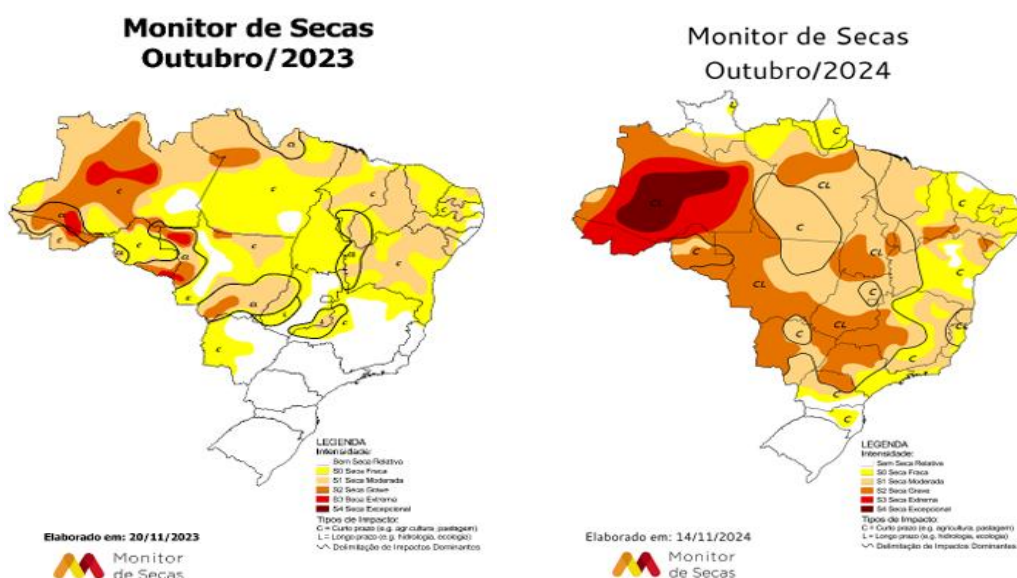 Monitor de Secas
Outubro/2023
LEGENDA
Intensidade:
Sem Seca Relativa
S0 Seca Fraca
S1 Seca Moderada
S2 Seca Grave
S3 Seca Extrema
S4 Seca Excepcional
Tipos de Impacto:
C = Curto prazo (e.g. agricultura, pastagem)
L = Longo prazo (e.g. hidrologia, ecologia)
Delimitação de Impactos Dominantes
Elaborado em: 20/11/2023
Monitor
de Secas
Monitor de Secas
Outubro/2024
LEGENDA
Intensidade:
Sem Seca Relativa
S0 Seca Fraca
S1 Seca Moderada
S2 Seca Grave
S3 Seca Extrema
S4 Seca Excepcional
Tipos de Impacto:
C = Curto prazo (e.g. agricultura, pastagem)
L = Longo prazo (e.g. hidrologia, ecologia)
Delimitação de Impactos Dominantes
Elaborado em: 14/11/2024
Monitor
de Secas